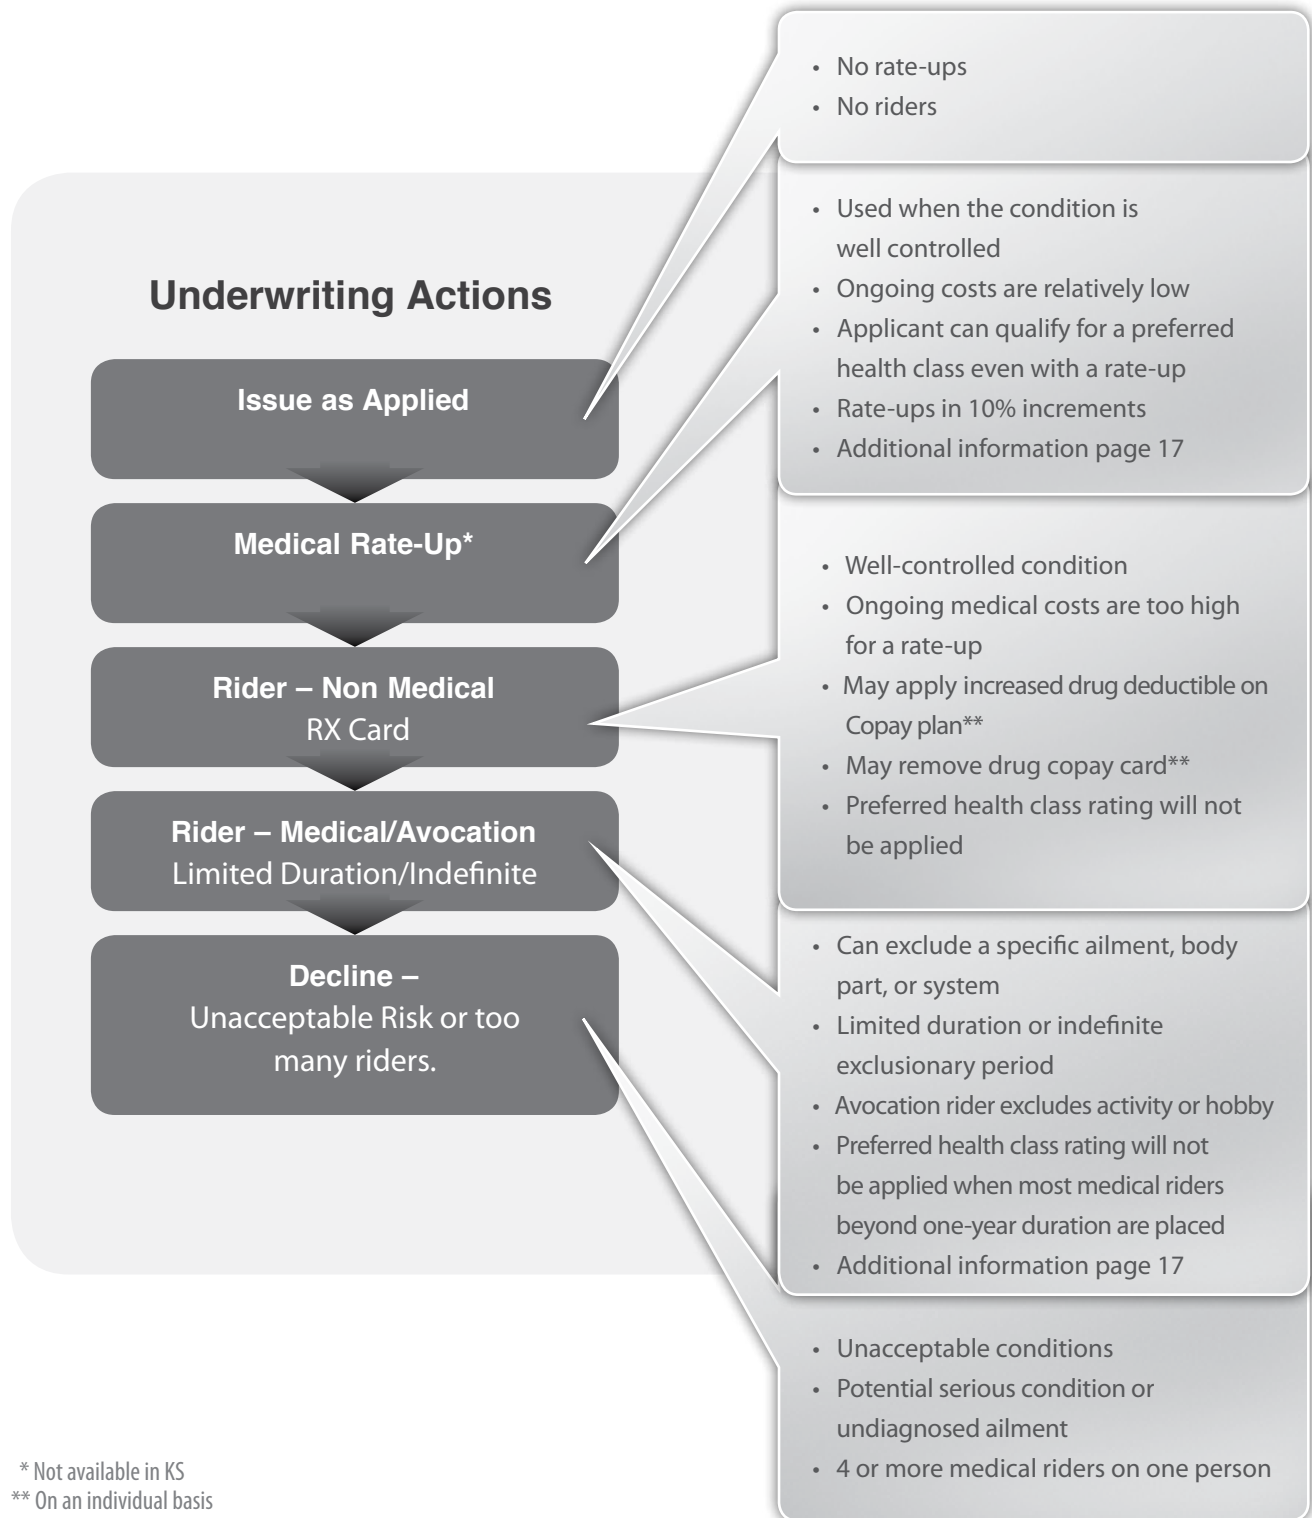 Underwriting Actions
Issue as Applied
• No rate-ups
• No riders
Medical Rate-Up*
• Used when the condition is
well controlled
• Ongoing costs are relatively low
• Applicant can qualify for a preferred
health class even with a rate-up
• Rate-ups in 10% increments
• Additional information page 17
Rider – Non Medical
RX Card
• Well-controlled condition
• Ongoing medical costs are too high
for a rate-up
• May apply increased drug deductible on
Copay plan**
• May remove drug copay card**
• Preferred health class rating will not
be applied
Rider – Medical/Avocation
Limited Duration/Indefinite
• Can exclude a specific ailment, body
part, or system
• Limited duration or indefinite
exclusionary period
• Avocation rider excludes activity or hobby
• Preferred health class rating will not
be applied when most medical riders
beyond one-year duration are placed
• Additional information page 17
Decline –
Unacceptable Risk or too
many riders.
• Unacceptable conditions
• Potential serious condition or
undiagnosed ailment
• 4 or more medical riders on one person
* Not available in KS
** On an individual basis